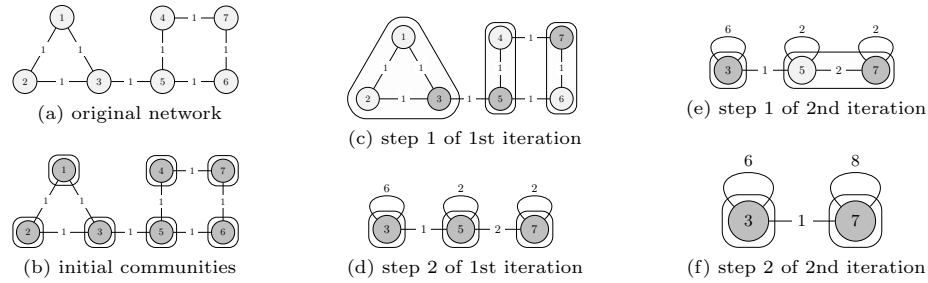 1 4 1 7
1 1 1 1
2 1 3 1 5 1 6
(a) original network
1 4 1 7
1 1 1 1
2 1 3 1 5 1 6
(b) initial communities
1 4 1 7
1 1 1 1
2 1 3 1 5 1 6
(c) step 1 of 1st iteration
6 2 2
3 1 5 2 7
(d) step 2 of 1st iteration
6 2 2
3 1 5 2 7
(e) step 1 of 2nd iteration
6 8
3 1 7
(f) step 2 of 2nd iteration